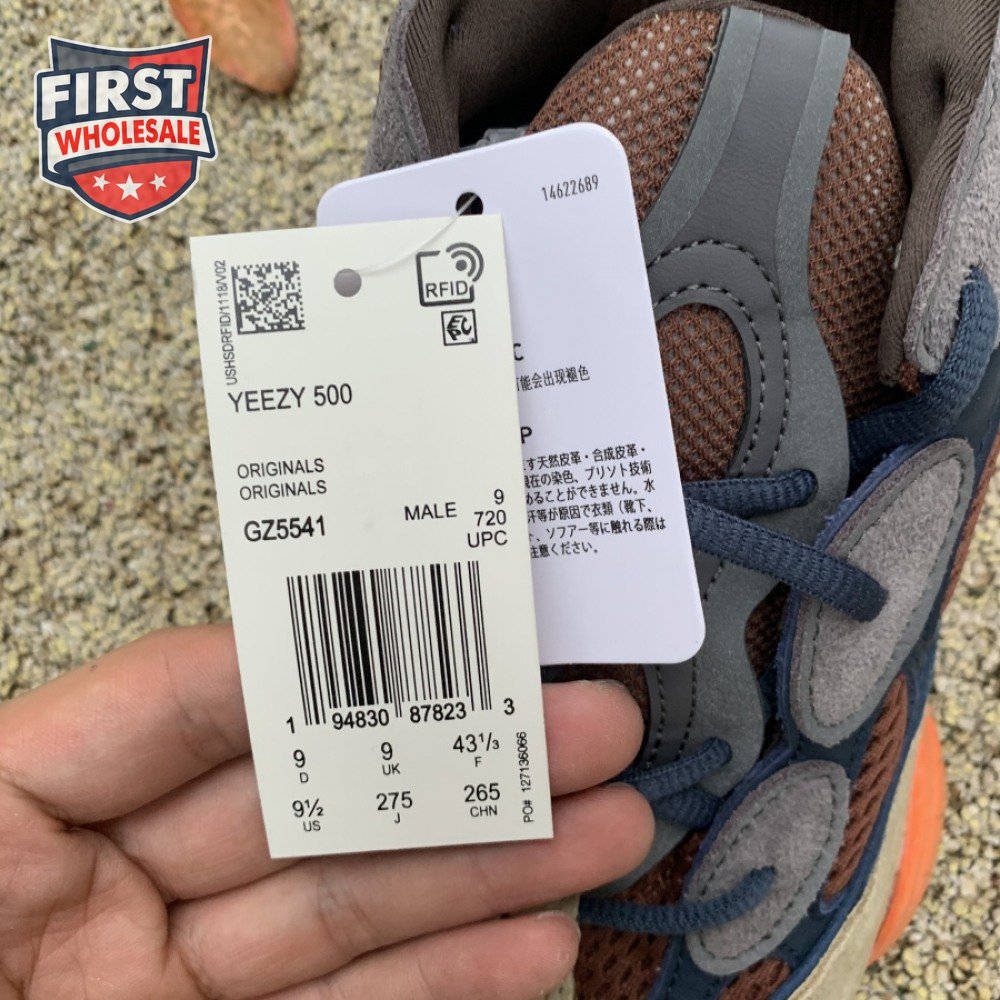 FIRST
WHOLESALE
14622689
USHSDRFID/1118/V02
RFID
YEEZY 500
ORIGINALS
ORIGINALS
GZ5541
MALE 9
720
UPC
1 94830 87823 3
9 9 43⅓
D UK F
9½ 275 265
US J CHN
PO# 127136066
C
可能会出现褪色
P
天然皮革・合成皮革・
在の染色、プリント技術
めることができません。水
汗等が原因で衣類（靴下、
、ソファー等に触れる際は
注意ください。